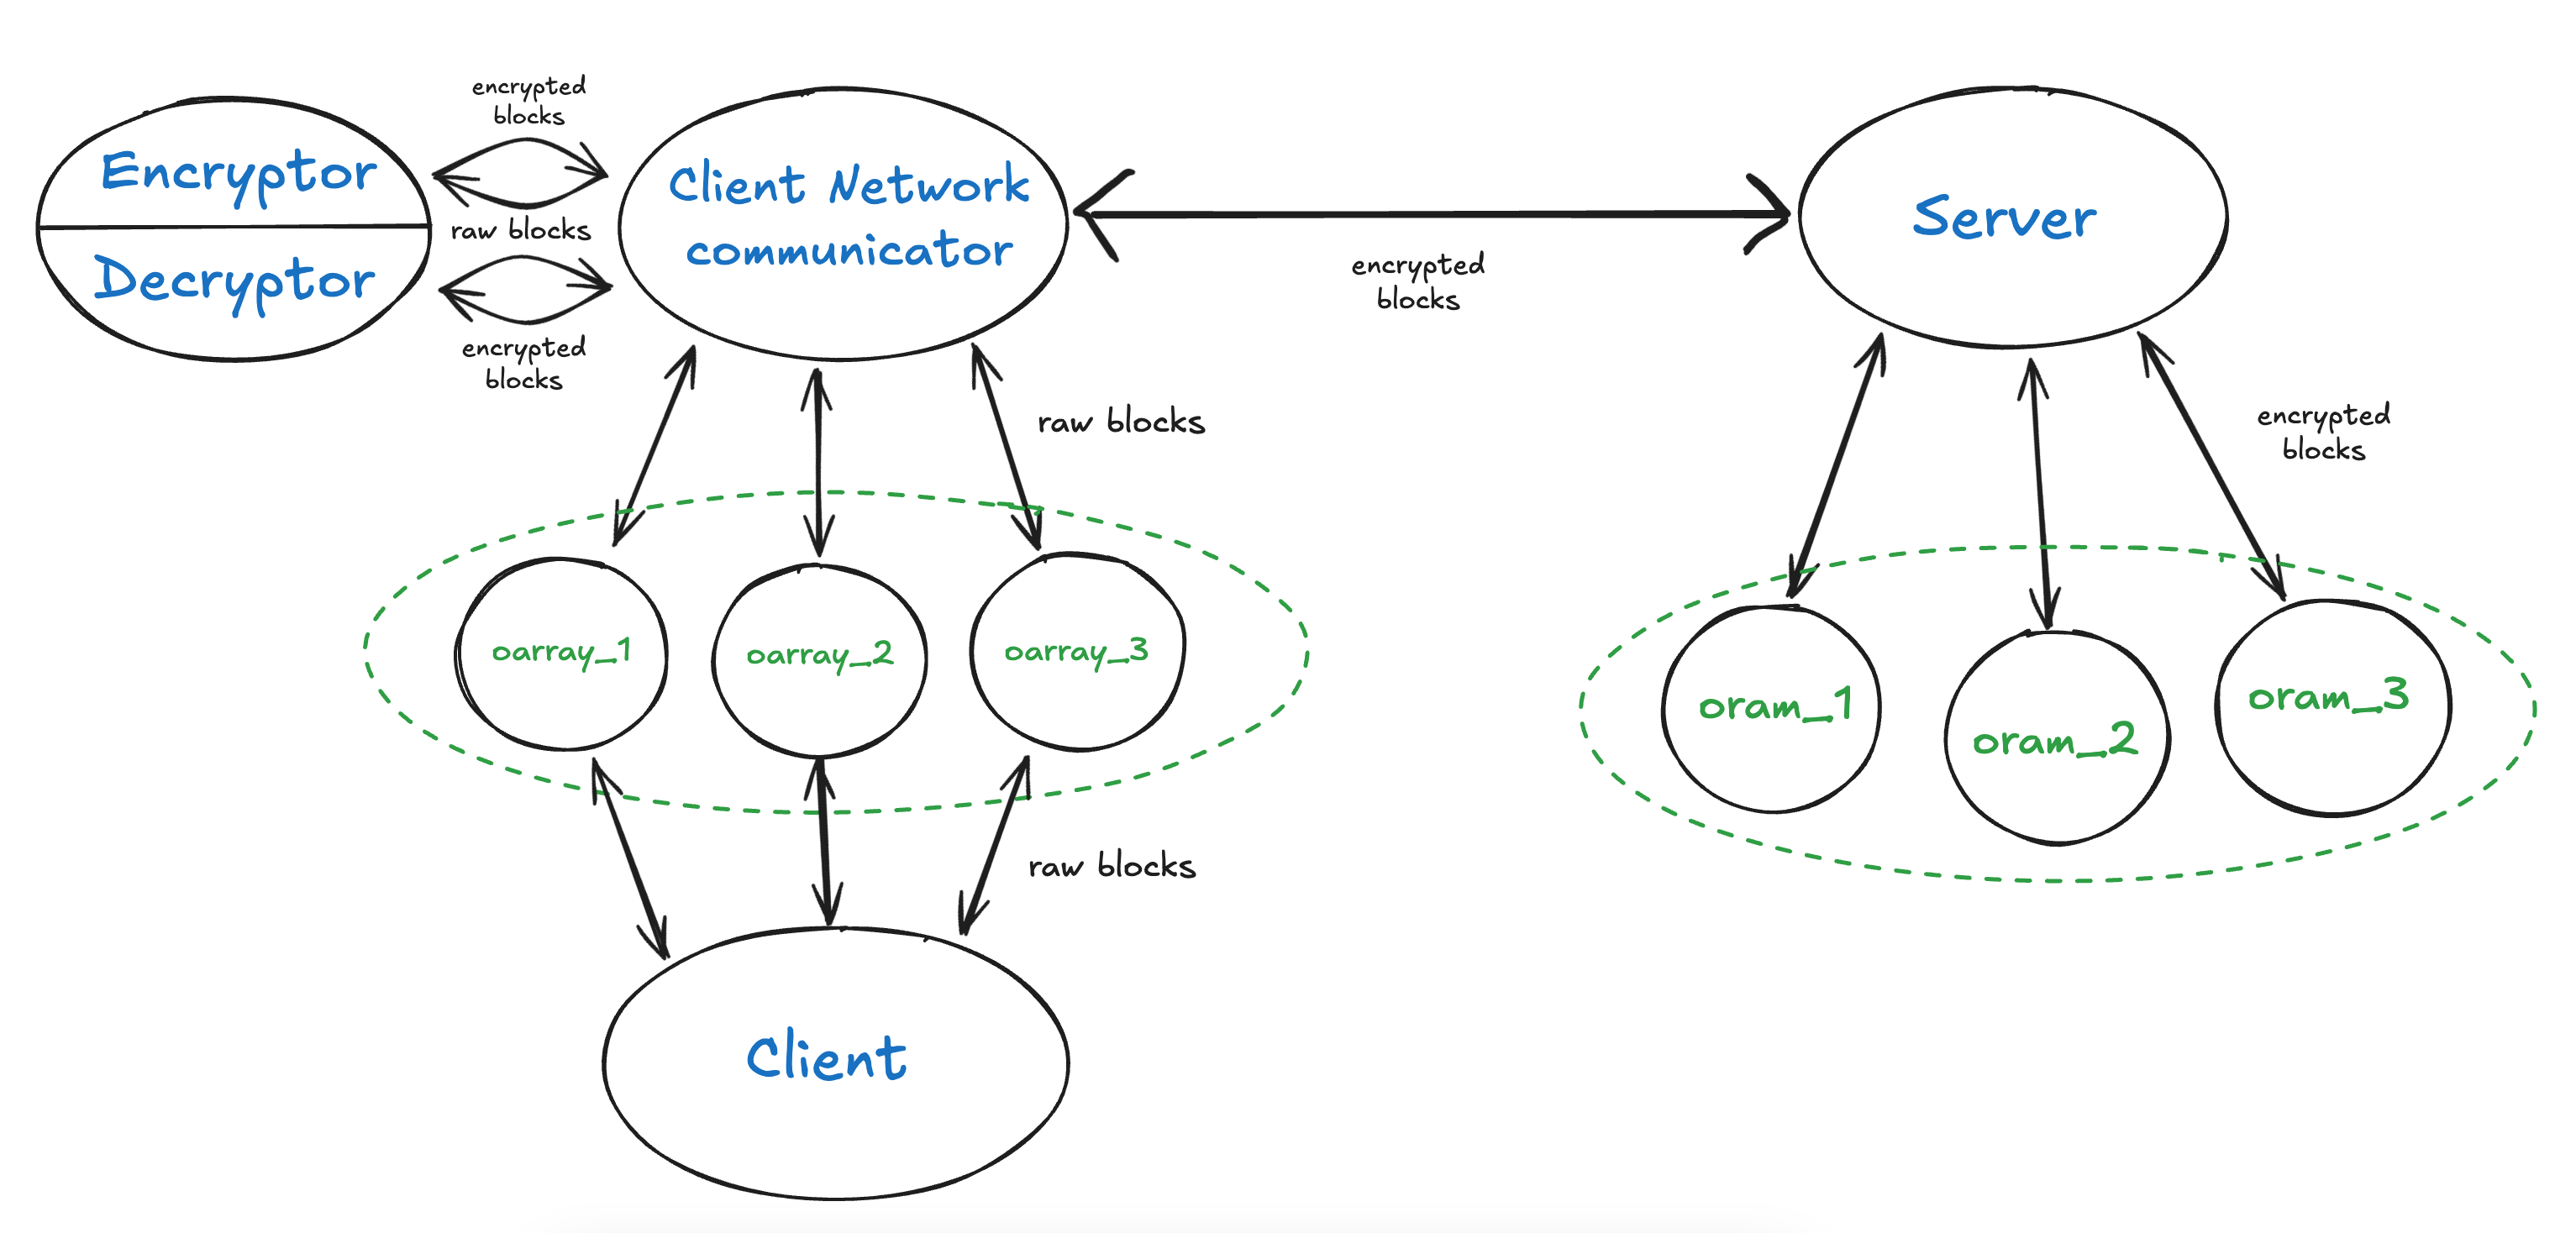 encrypted
blocks
Encryptor
Decryptor
raw blocks
encrypted
blocks
Client Network
communicator
encrypted
blocks
Server
raw blocks
encrypted
blocks
oarray_1
oarray_2
oarray_3
oram_1
oram_2
oram_3
raw blocks
Client